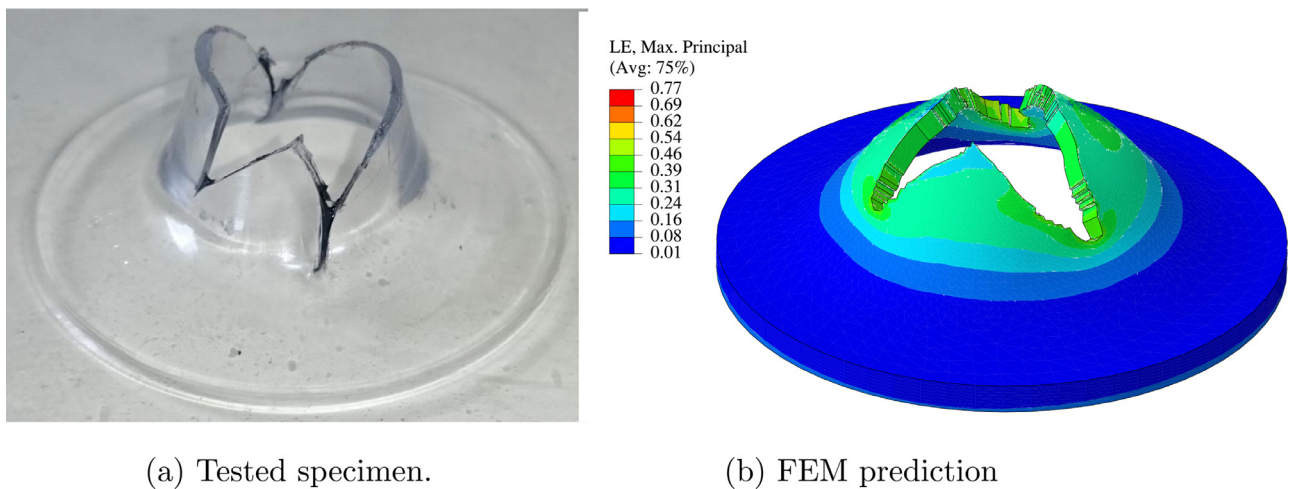 LE, Max. Principal
(Avg: 75%)
0.77
0.69
0.62
0.54
0.46
0.39
0.31
0.24
0.16
0.08
0.01
(a) Tested specimen.
(b) FEM prediction